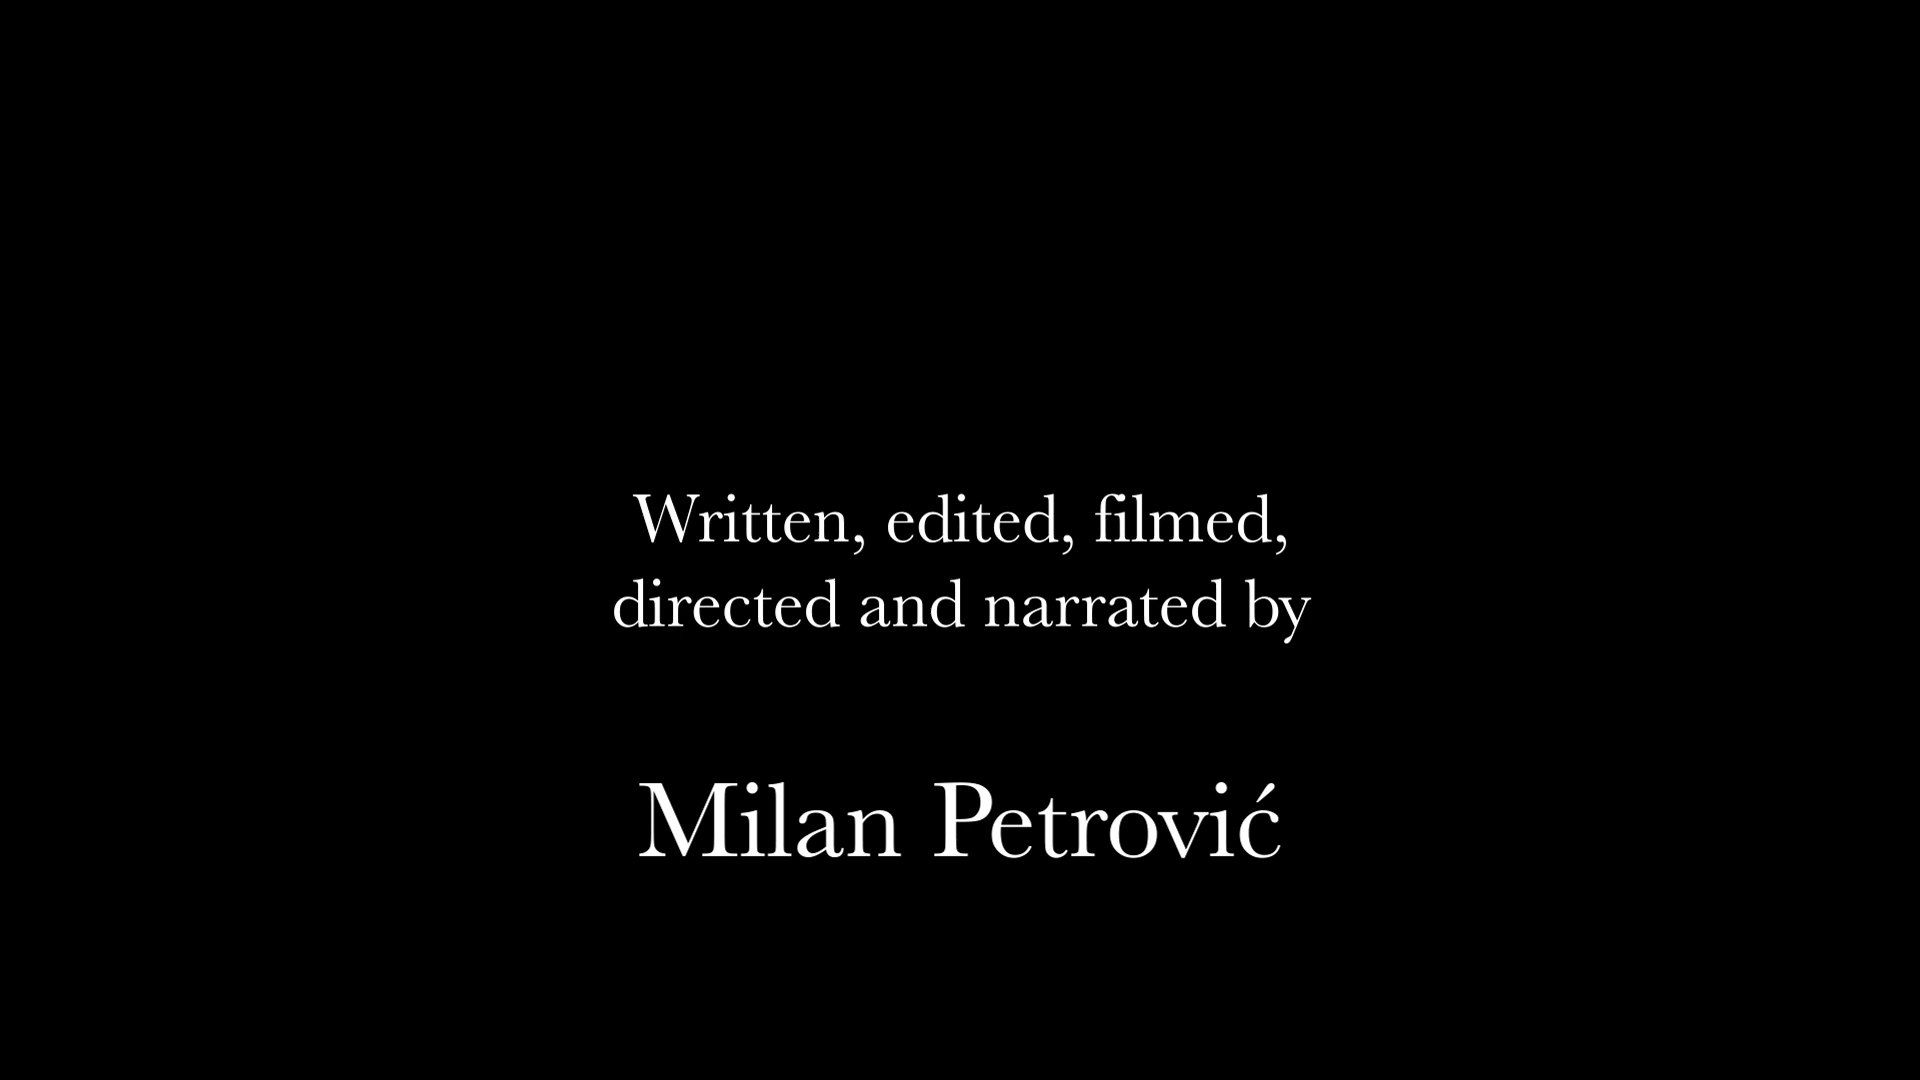 Written, edited, filmed,
directed and narrated by
Milan Petrović